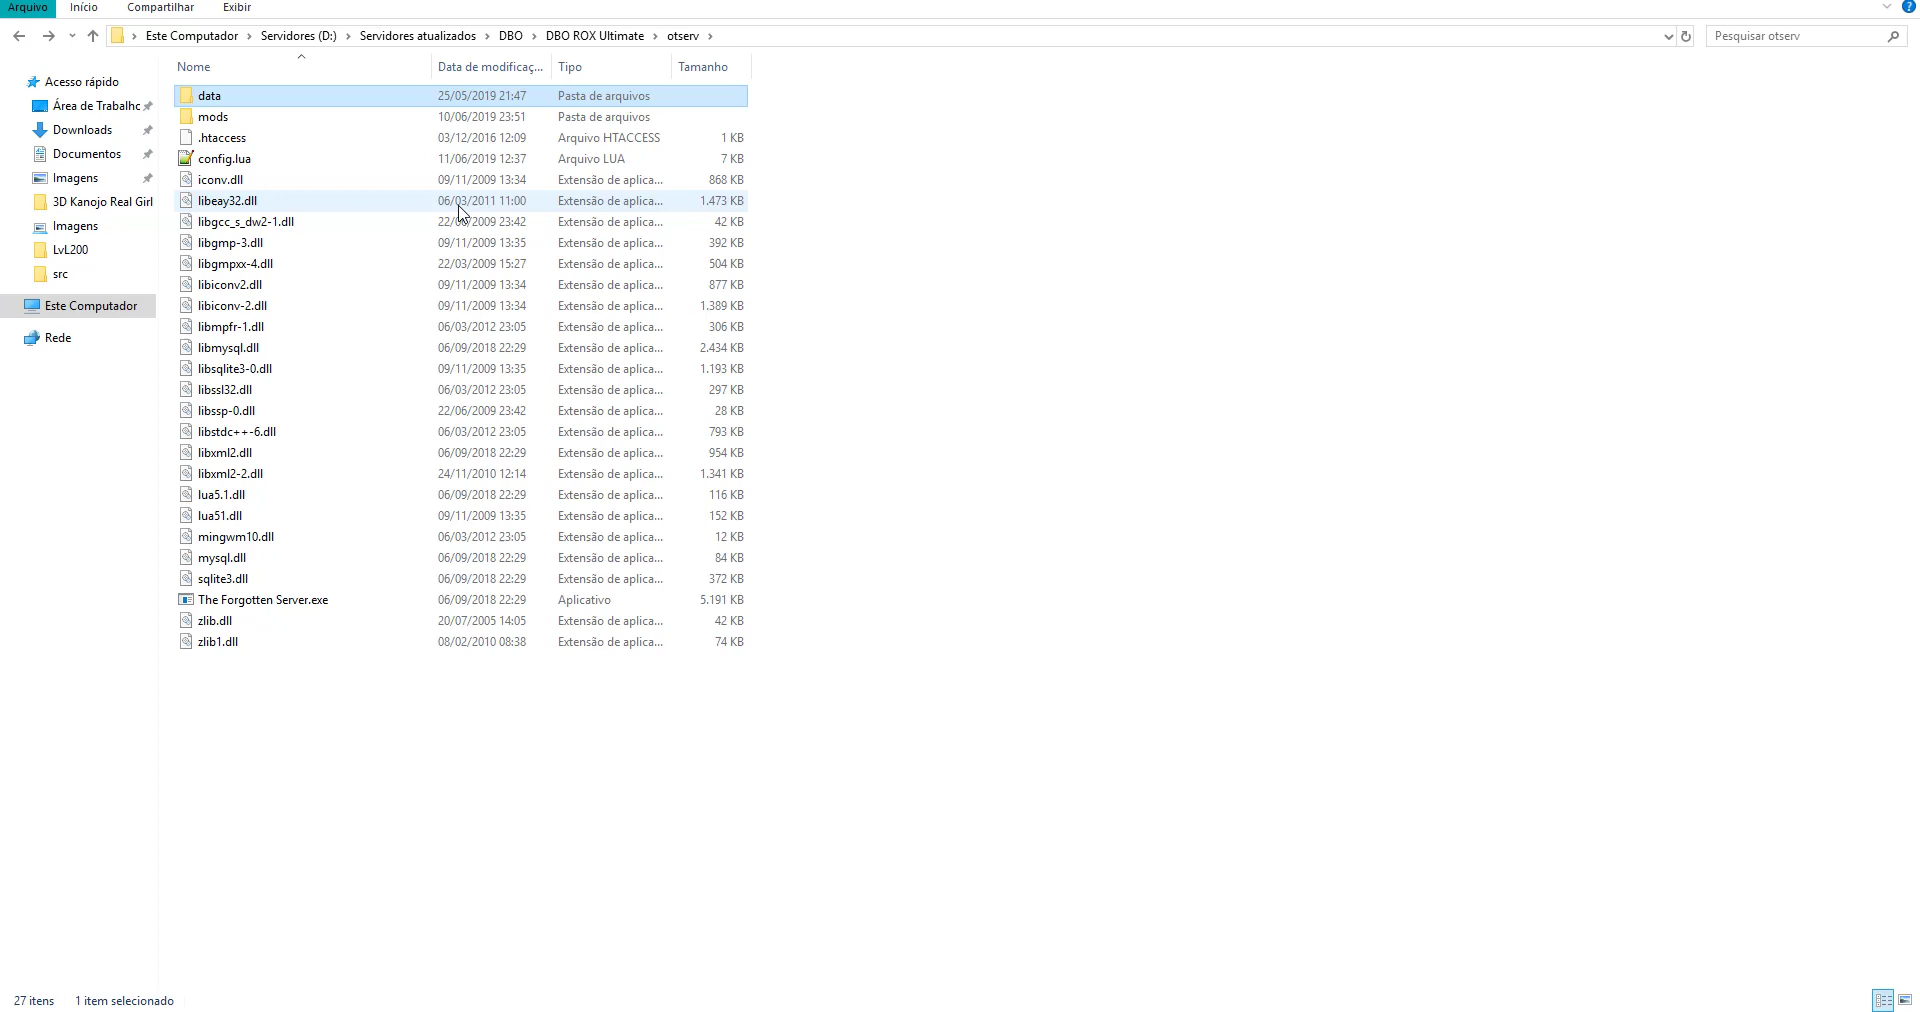 Arquivo Início Compartilhar Exibir
Este Computador Servidores (D:) Servidores atualizados DBO DBO ROX Ultimate otserv
Pesquisar otserv
Acesso rápido
Área de Trabalhc
Downloads
Documentos
Imagens
3D Kanojo Real Girl
Imagens
LvL200
src
Este Computador
Rede
Nome Data de modificaç... Tipo Tamanho
data 25/05/2019 21:47 Pasta de arquivos
mods 10/06/2019 23:51 Pasta de arquivos
.htaccess 03/12/2016 12:09 Arquivo HTACCESS 1 KB
config.lua 11/06/2019 12:37 Arquivo LUA 7 KB
iconv.dll 09/11/2009 13:34 Extensão de aplica... 868 KB
libeay32.dll 06/03/2011 11:00 Extensão de aplica... 1.473 KB
libgcc_s_dw2-1.dll 23:42 Extensão de aplica... 42 KB
libgmp-3.dll 09/11/2009 13:35 Extensão de aplica... 392 KB
libgmpxx-4.dll 22/03/2009 15:27 Extensão de aplica... 504 KB
libiconv2.dll 09/11/2009 13:34 Extensão de aplica... 877 KB
libiconv-2.dll 09/11/2009 13:34 Extensão de aplica... 1.389 KB
libmpfr-1.dll 06/03/2012 23:05 Extensão de aplica... 306 KB
libmysql.dll 06/09/2018 22:29 Extensão de aplica... 2.434 KB
libsqlite3-0.dll 09/11/2009 13:35 Extensão de aplica... 1.193 KB
libssl32.dll 06/03/2012 23:05 Extensão de aplica... 297 KB
libssp-0.dll 22/06/2009 23:42 Extensão de aplica... 28 KB
libstdc++-6.dll 06/03/2012 23:05 Extensão de aplica... 793 KB
libxml2.dll 06/09/2018 22:29 Extensão de aplica... 954 KB
libxml2-2.dll 24/11/2010 12:14 Extensão de aplica... 1.341 KB
lua5.1.dll 06/09/2018 22:29 Extensão de aplica... 116 KB
lua51.dll 09/11/2009 13:35 Extensão de aplica... 152 KB
mingwm10.dll 06/03/2012 23:05 Extensão de aplica... 12 KB
mysql.dll 06/09/2018 22:29 Extensão de aplica... 84 KB
sqlite3.dll 06/09/2018 22:29 Extensão de aplica... 372 KB
The Forgotten Server.exe 06/09/2018 22:29 Aplicativo 5.191 KB
zlib.dll 20/07/2005 14:05 Extensão de aplica... 42 KB
zlib1.dll 08/02/2010 08:38 Extensão de aplica... 74 KB
27 itens 1 item selecionado